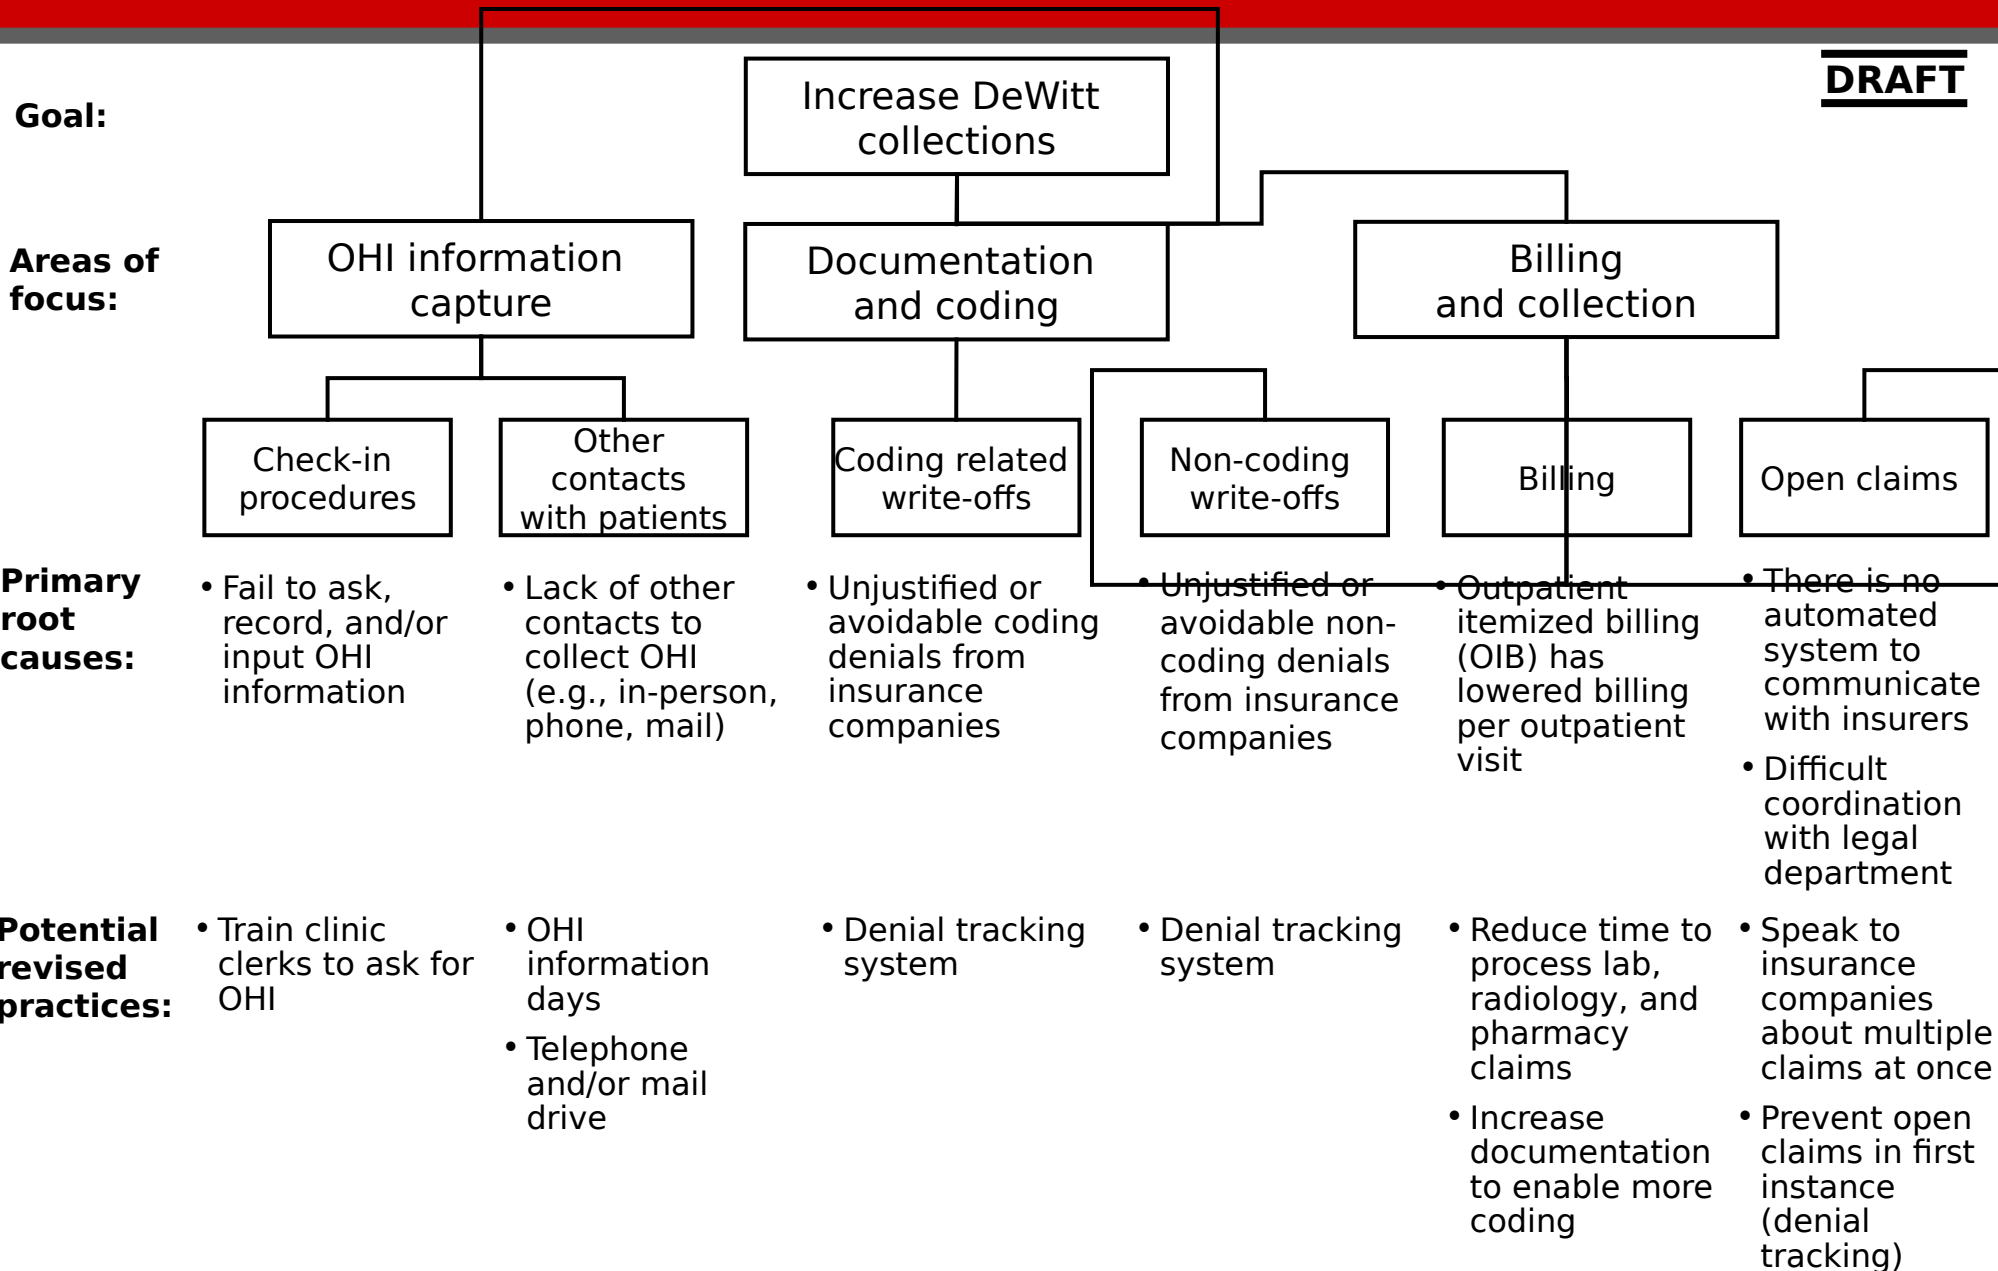 DRAFT
Goal:
Increase DeWitt
collections
Areas of
focus:
OHI information
capture
Documentation
and coding
Billing
and collection
Check-in
procedures
Other
contacts
with patients
Coding related
write-offs
Non-coding
write-offs
Billing
Open claims
Primary
root
causes:
• Fail to ask,
record, and/or
input OHI
information
• Lack of other
contacts to
collect OHI
(e.g., in-person,
phone, mail)
• Unjustified or
avoidable coding
denials from
insurance
companies
• Unjustified or
avoidable non-
coding denials
from insurance
companies
• Outpatient
itemized billing
(OIB) has
lowered billing
per outpatient
visit
• There is no
automated
system to
communicate
with insurers
• Difficult
coordination
with legal
department
Potential
revised
practices:
• Train clinic
clerks to ask for
OHI
• OHI
information
days
• Telephone
and/or mail
drive
• Denial tracking
system
• Denial tracking
system
• Reduce time to
process lab,
radiology, and
pharmacy
claims
• Increase
documentation
to enable more
coding
• Speak to
insurance
companies
about multiple
claims at once
• Prevent open
claims in first
instance
(denial
tracking)